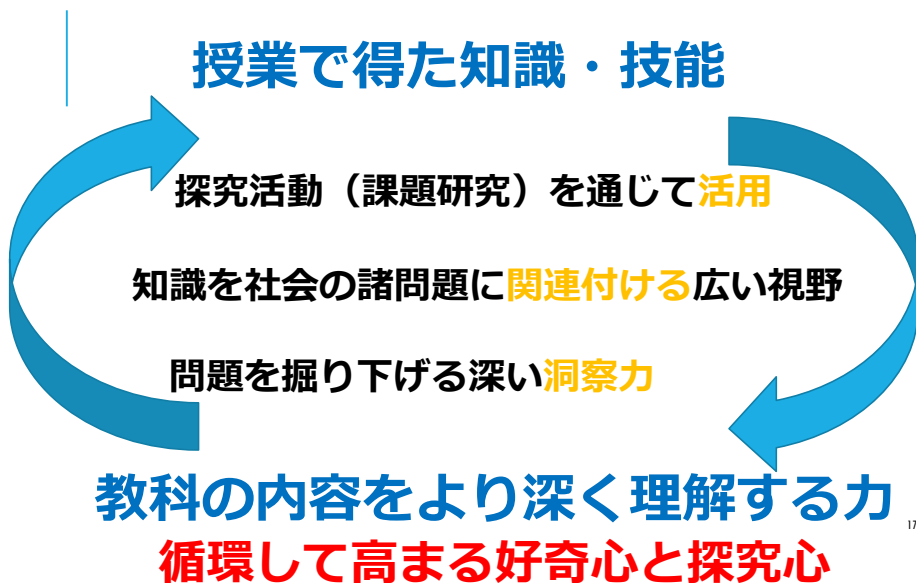 授業で得た知識・技能
探究活動（課題研究）を通じて活用
知識を社会の諸問題に関連付ける広い視野
問題を掘り下げる深い洞察力
教科の内容をより深く理解する力
17
循環して高まる好奇心と探究心